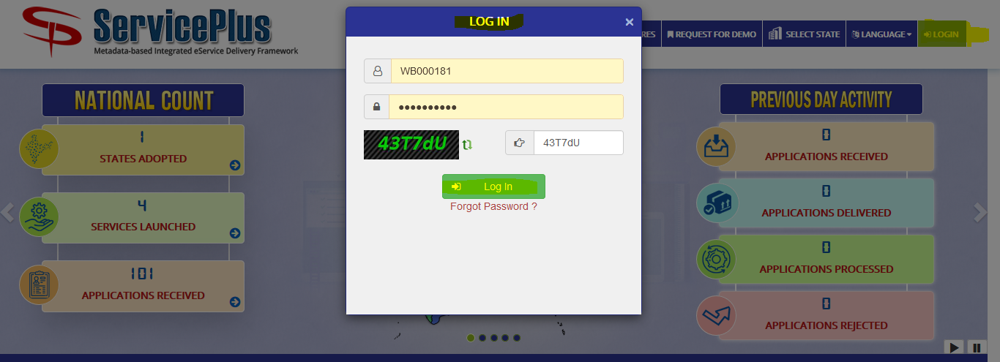 ServicePlus
Metadata-based Integrated eService Delivery Framework
RES
REQUEST FOR DEMO
SELECT STATE
LANGUAGE
LOGIN
LOG IN
×
WB000181
••••••••••
43T7dU
43T7dU
Log In
Forgot Password ?
NATIONAL COUNT
1
STATES ADOPTED
4
SERVICES LAUNCHED
101
APPLICATIONS RECEIVED
PREVIOUS DAY ACTIVITY
0
APPLICATIONS RECEIVED
0
APPLICATIONS DELIVERED
0
APPLICATIONS PROCESSED
0
APPLICATIONS REJECTED